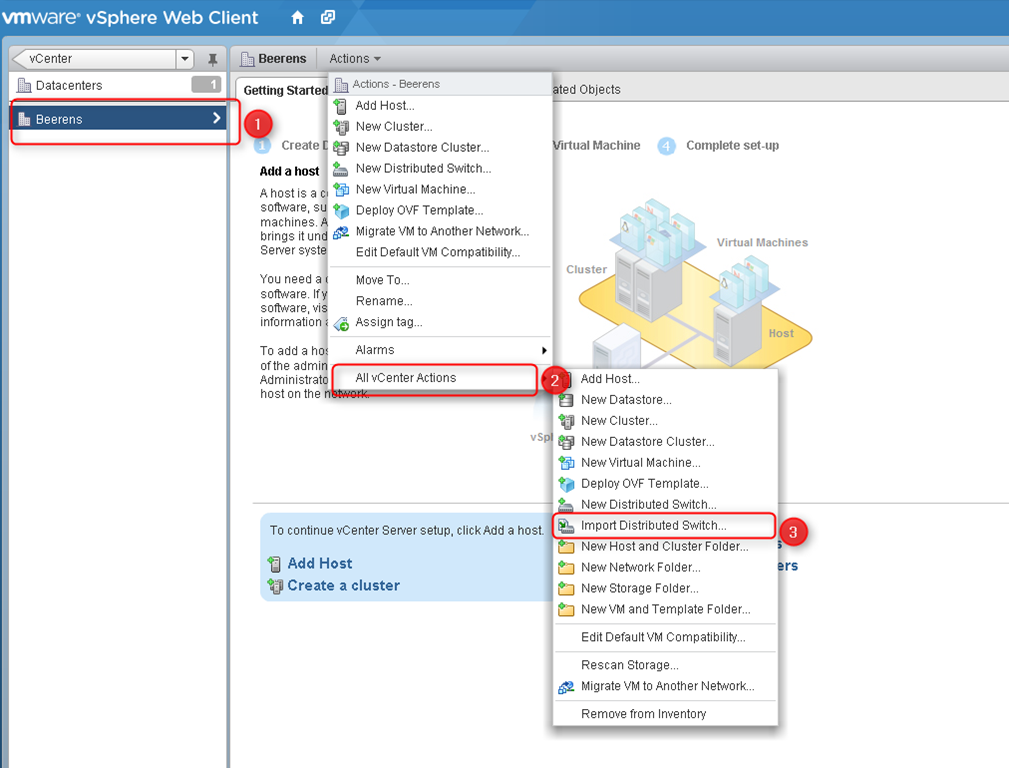 vmware® vSphere Web Client
vCenter
Datacenters 1
Beerens
1
Beerens Actions
Getting Started
ated Objects
1 Create D
Virtual Machine 4 Complete set-up
Add a host
A host is a c
software, su
machines. A
brings it und
Server syste
You need a
software. If y
software, vis
information a
To add a hos
of the admin
Administrato
host on the network.
Actions - Beerens
Add Host...
New Cluster...
New Datastore Cluster...
New Distributed Switch...
New Virtual Machine...
Deploy OVF Template...
Migrate VM to Another Network...
Edit Default VM Compatibility...
Move To...
Rename...
Assign tag...
Alarms
All vCenter Actions
2
Virtual Machines
Cluster
Host
vSp
Add Host...
New Datastore...
New Cluster...
New Datastore Cluster...
New Virtual Machine...
Deploy OVF Template...
New Distributed Switch...
Import Distributed Switch...
3
New Host and Cluster Folder...
New Network Folder...
New Storage Folder...
New VM and Template Folder...
Edit Default VM Compatibility...
Rescan Storage...
Migrate VM to Another Network...
Remove from Inventory
To continue vCenter Server setup, click Add a host.
Add Host
Create a cluster
s
ers